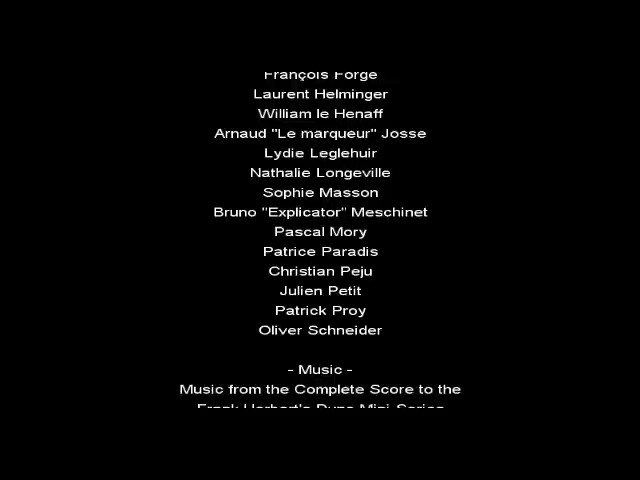 François Forge
Laurent Helminger
William le Henaff
Arnaud "Le marqueur" Josse
Lydie Leglehuir
Nathalie Longeville
Sophie Masson
Bruno "Explicator" Meschinet
Pascal Mory
Patrice Paradis
Christian Peju
Julien Petit
Patrick Proy
Oliver Schneider
- Music -
Music from the Complete Score to the
Frank Herbert's Dune Mini-Series